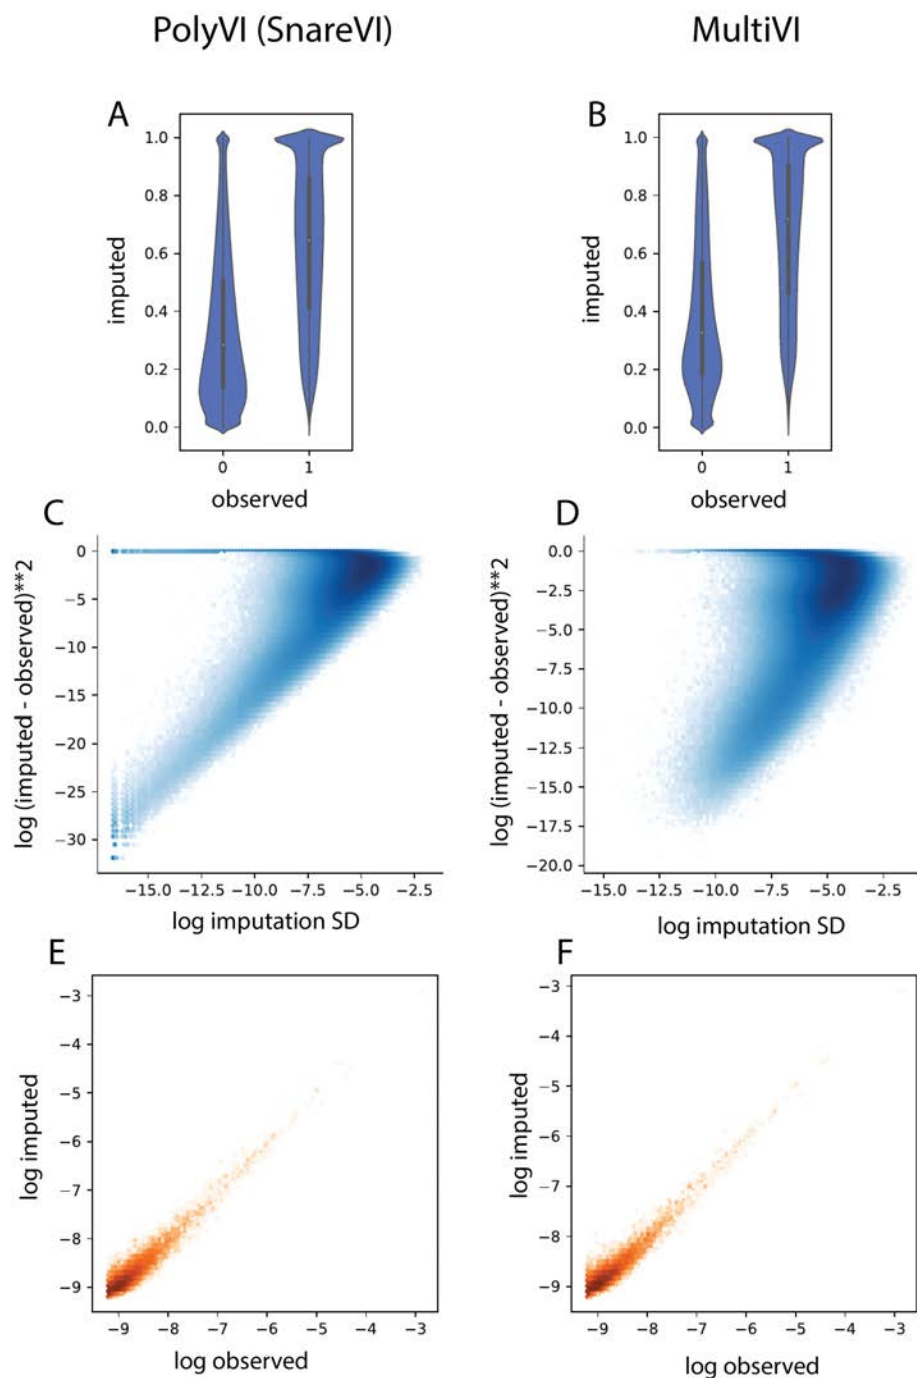 PolyVI (SnareVI) MultiVI
A B
1.0 1.0
0.8 0.8
imputed 0.6 imputed 0.6
0.4 0.4
0.2 0.2
0.0 0.0
0 1 0 1
observed observed
C D
log (imputed - observed)**2 log (imputed - observed)**2
0 0.0
−5 −2.5
−10 −5.0
−15 −7.5
−20 −10.0
−25 −12.5
−30 −15.0
−17.5
−20.0
−15.0 −12.5 −10.0 −7.5 −5.0 −2.5 −15.0 −12.5 −10.0 −7.5 −5.0 −2.5
log imputation SD log imputation SD
E F
log imputed log imputed
−3 −3
−4 −4
−5 −5
−6 −6
−7 −7
−8 −8
−9 −9
−9 −8 −7 −6 −5 −4 −3 −9 −8 −7 −6 −5 −4 −3
log observed log observed